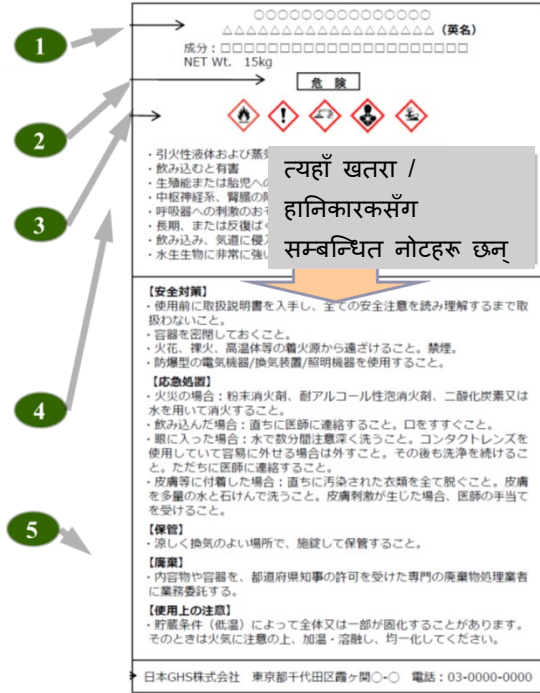 ○○○○○○○○○○○○○○○
△△△△△△△△△△△△△△△△△△ (英名)
成分：□□□□□□□□□□□□□□□□□□□□□
NET Wt. 15kg
危 険
1
2
3
4
5
・引火性液体および蒸気
・飲み込むと有害
・生殖能または胎児への
・中枢神経系、腎臓の障
・呼吸器への刺激のおそ
・長期、または反復ばく
・飲み込み、気道に侵入
・水生生物に非常に強い
त्यहाँ खतरा /
हानिकारकसँग
सम्बन्धित नोटहरू छन्
【安全対策】
・使用前に取扱説明書を入手し、全ての安全注意を読み理解するまで取
扱わないこと。
・容器を密閉しておくこと。
・火花、裸火、高温体等の着火源から遠ざけること。禁煙。
・防爆型の電気機器/換気装置/照明機器を使用すること。
【応急処置】
・火災の場合：粉末消火剤、耐アルコール性泡消火剤、二酸化炭素又は
水を用いて消火すること。
・飲み込んだ場合：直ちに医師に連絡すること。口をすすぐこと。
・眼に入った場合：水で数分間注意深く洗うこと。コンタクトレンズを
使用していて容易に外せる場合は外すこと。その後も洗浄を続けるこ
と、ただちに医師に連絡すること。
・皮膚等に付着した場合：直ちに汚染された衣類を全て脱ぐこと。皮膚
を多量の水と石けんで洗うこと。皮膚刺激が生じた場合、医師の手当て
を受けること。
【保管】
・涼しく換気のよい場所で、施錠して保管すること。
【廃棄】
・内容物や容器を、都道府県知事の許可を受けた専門の廃棄物処理業者
に業務委託する。
【使用上の注意】
・貯蔵条件（低温）によって全体又は一部が固化することがあります。
そのときは火気に注意の上、加温・溶融し、均一化してください。
日本GHS株式会社 東京都千代田区霞ヶ関○-○ 電話：03-0000-0000